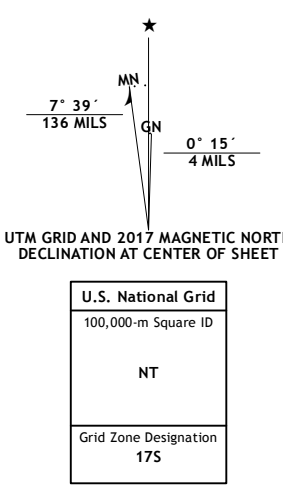 ★
MN
7° 39´
136 MILS
GN
0° 15´
4 MILS
UTM GRID AND 2017 MAGNETIC NORT
DECLINATION AT CENTER OF SHEET
U.S. National Grid
100,000-m Square ID
NT
Grid Zone Designation
17S